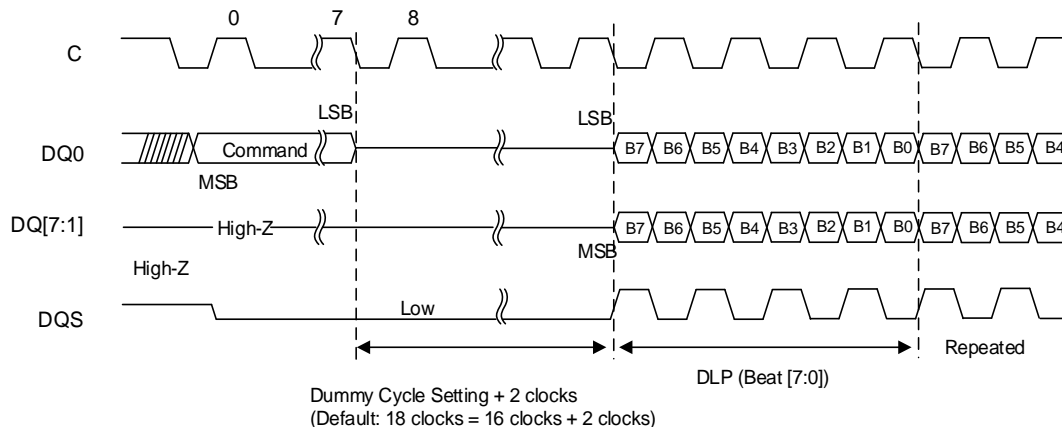 0 7 8
C
LSB LSB
DQ0 Command B7 B6 B5 B4 B3 B2 B1 B0 B7 B6 B5 B4
MSB
DQ[7:1] High-Z B7 B6 B5 B4 B3 B2 B1 B0 B7 B6 B5 B4
MSB
High-Z
DQS Low
Repeated
DLP (Beat [7:0])
Dummy Cycle Setting + 2 clocks
(Default: 18 clocks = 16 clocks + 2 clocks)